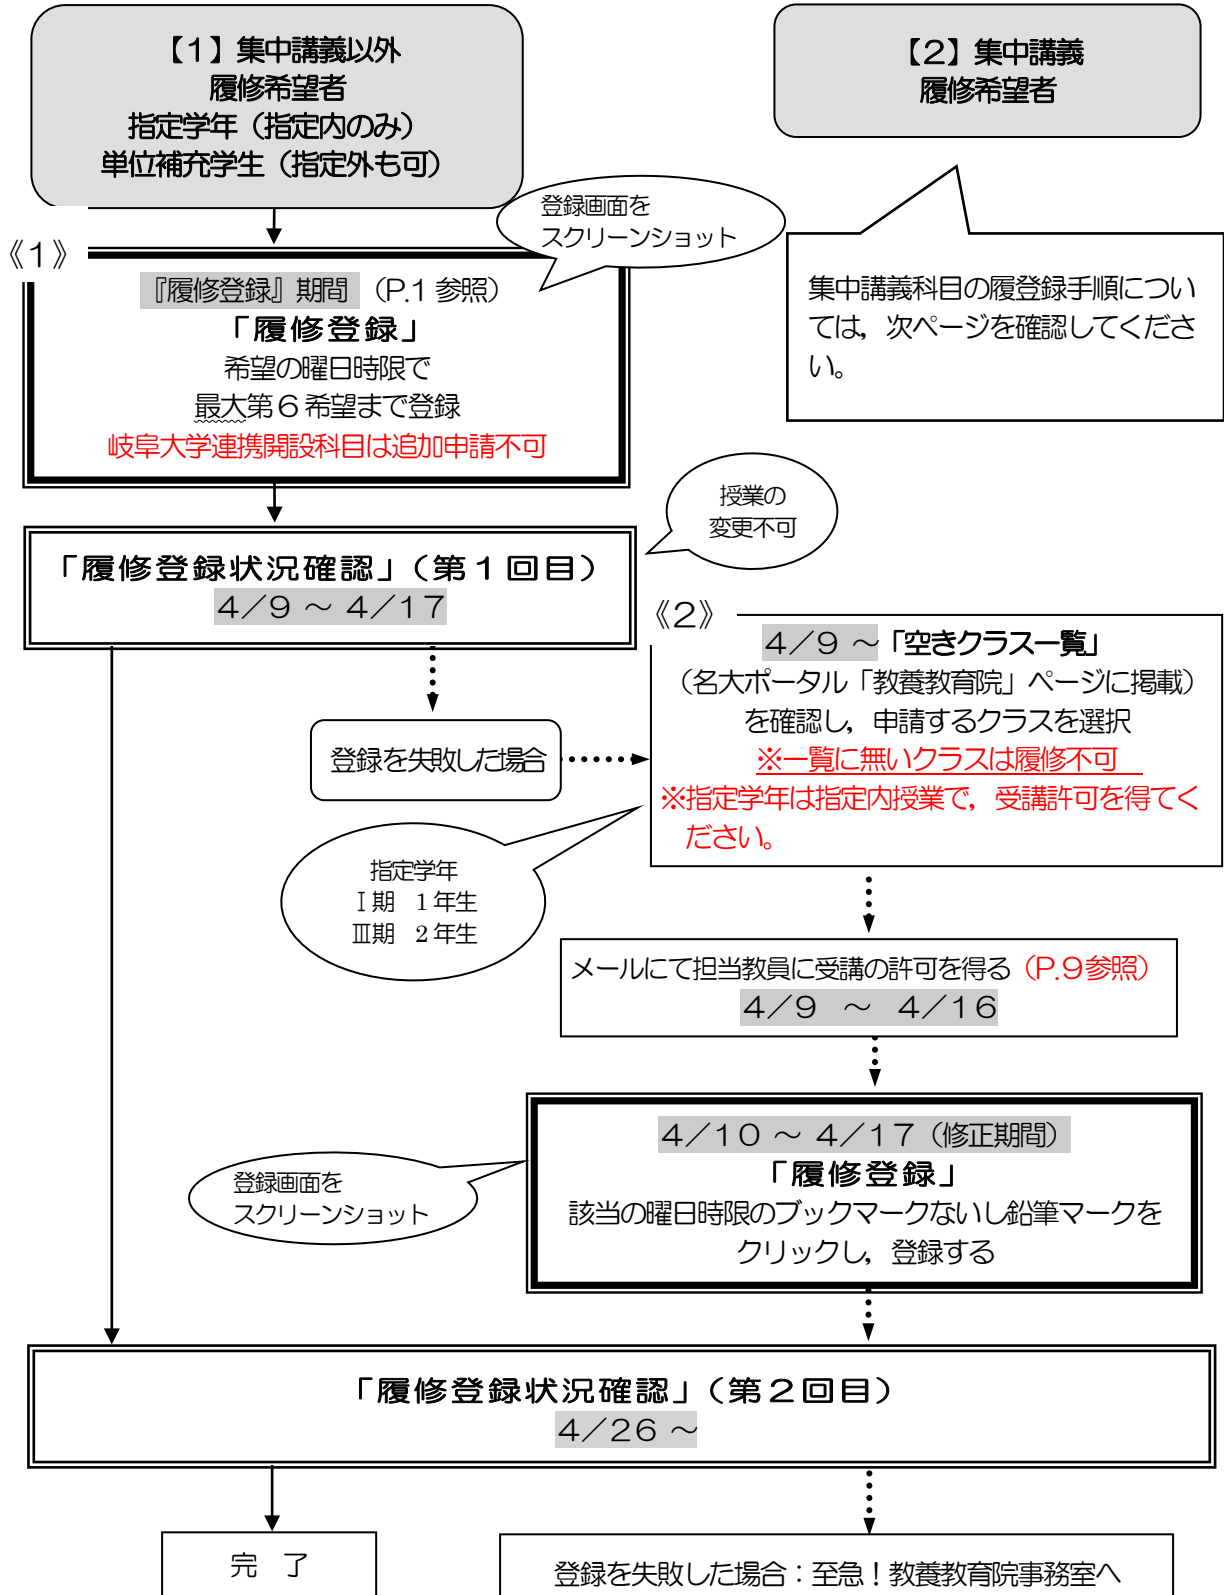 【1】集中講義以外
履修希望者
指定学年（指定内のみ）
単位補充学生（指定外も可）
【2】集中講義
履修希望者
登録画面を
スクリーンショット
《1》
『履修登録』期間 （P.1 参照）
「履修登録」
希望の曜日時限で
最大第6希望まで登録
岐阜大学連携開設科目は追加申請不可
集中講義科目の履登録手順につい
ては，次ページを確認してくださ
い。
授業の
変更不可
「履修登録状況確認」（第1回目）
4／9 ～ 4／17
《2》
4／9 ～「空きクラス一覧」
（名大ポータル「教養教育院」ページに掲載）
を確認し，申請するクラスを選択
※一覧に無いクラスは履修不可
※指定学年は指定内授業で，受講許可を得てく
ださい。
登録を失敗した場合
指定学年
Ⅰ期 1年生
Ⅲ期 2年生
メールにて担当教員に受講の許可を得る（P.9参照）
4／9 ～ 4／16
4／10 ～ 4／17（修正期間）
「履修登録」
該当の曜日時限のブックマークないし鉛筆マークを
クリックし，登録する
登録画面を
スクリーンショット
「履修登録状況確認」（第2回目）
4／26 ～
完 了
登録を失敗した場合：至急！教養教育院事務室へ